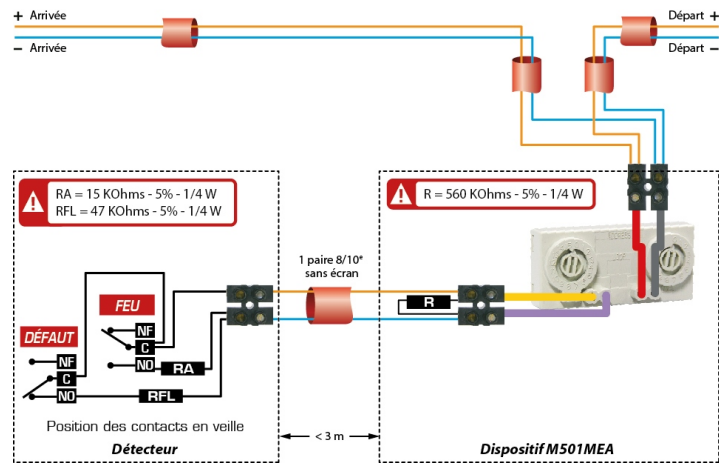 + Arrivée
Départ +
– Arrivée
Départ –
RA = 15 KOhms - 5% - 1/4 W
RFL = 47 KOhms - 5% - 1/4 W
R = 560 KOhms - 5% - 1/4 W
1 paire 8/10*
sans écran
R
FEU
NF
C
NO
RA
DÉFAUT
NF
C
NO
RFL
Position des contacts en veille
Détecteur
< 3 m
Dispositif M501MEA